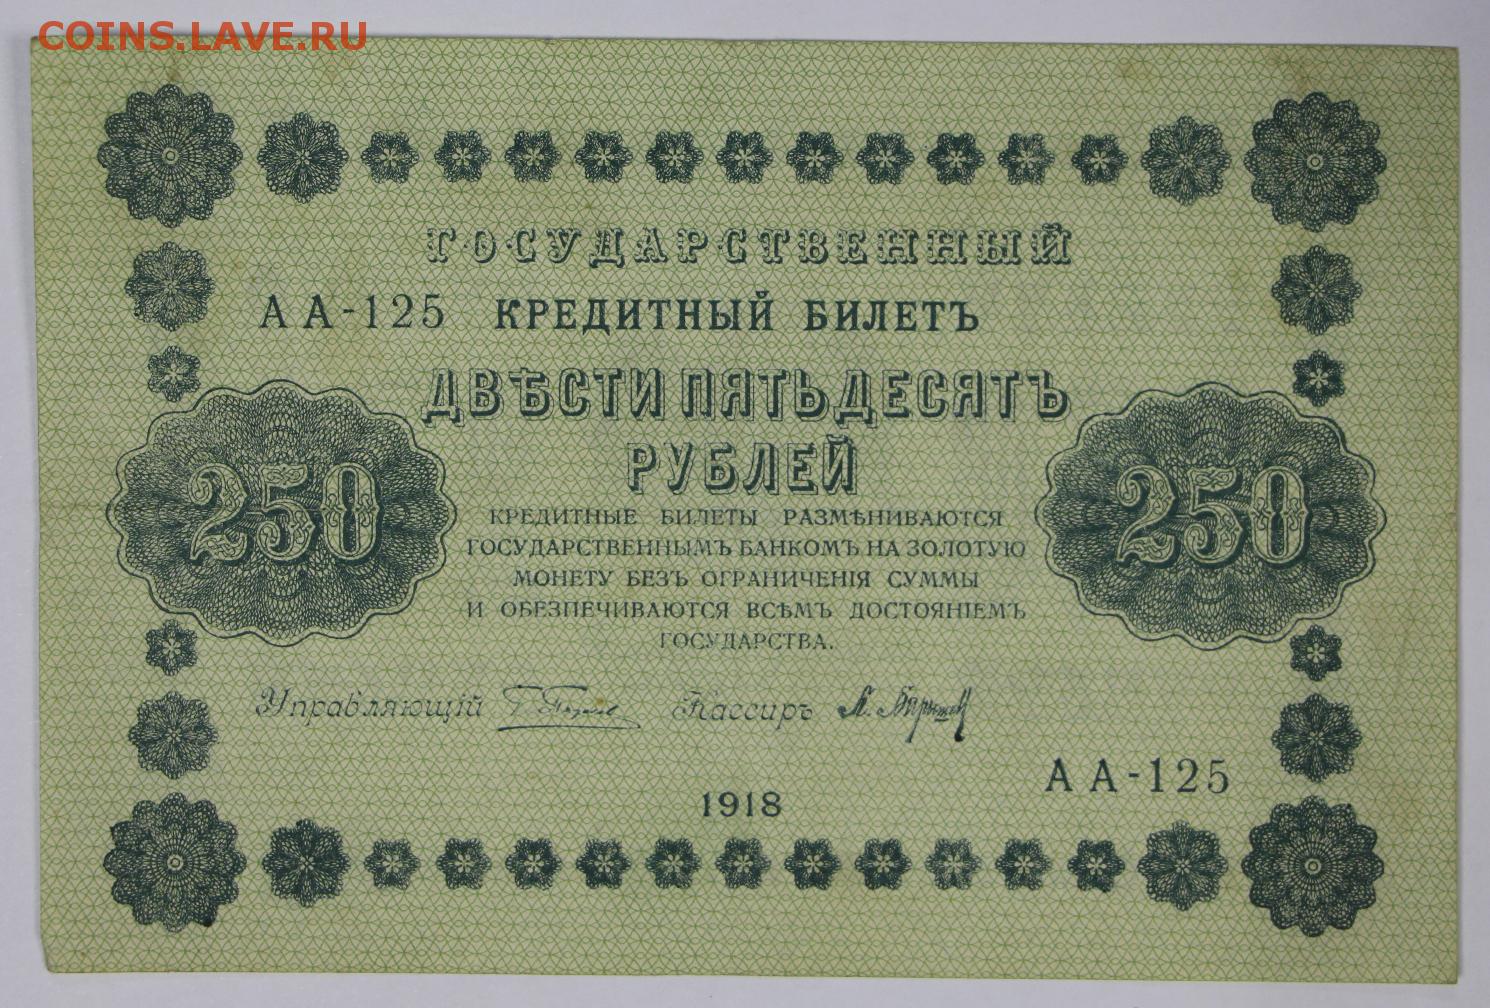 COINS.LAVE.RU
ГОСУДАРСТВЕННЫЙ
АА-125 КРЕДИТНЫЙ БИЛЕТЪ
ДВѢСТИ ПЯТЬДЕСЯТЪ
РУБЛЕЙ
250 250
КРЕДИТНЫЕ БИЛЕТЫ РАЗМѢНИВАЮТСЯ
ГОСУДАРСТВЕННЫМЪ БАНКОМЪ НА ЗОЛОТУЮ
МОНЕТУ БЕЗЪ ОГРАНИЧЕНІЯ СУММЫ
И ОБЕЗПЕЧИВАЮТСЯ ВСѢМЪ ДОСТОЯНІЕМЪ
ГОСУДАРСТВА.
Управляющій Кассиръ
АА-125
1918